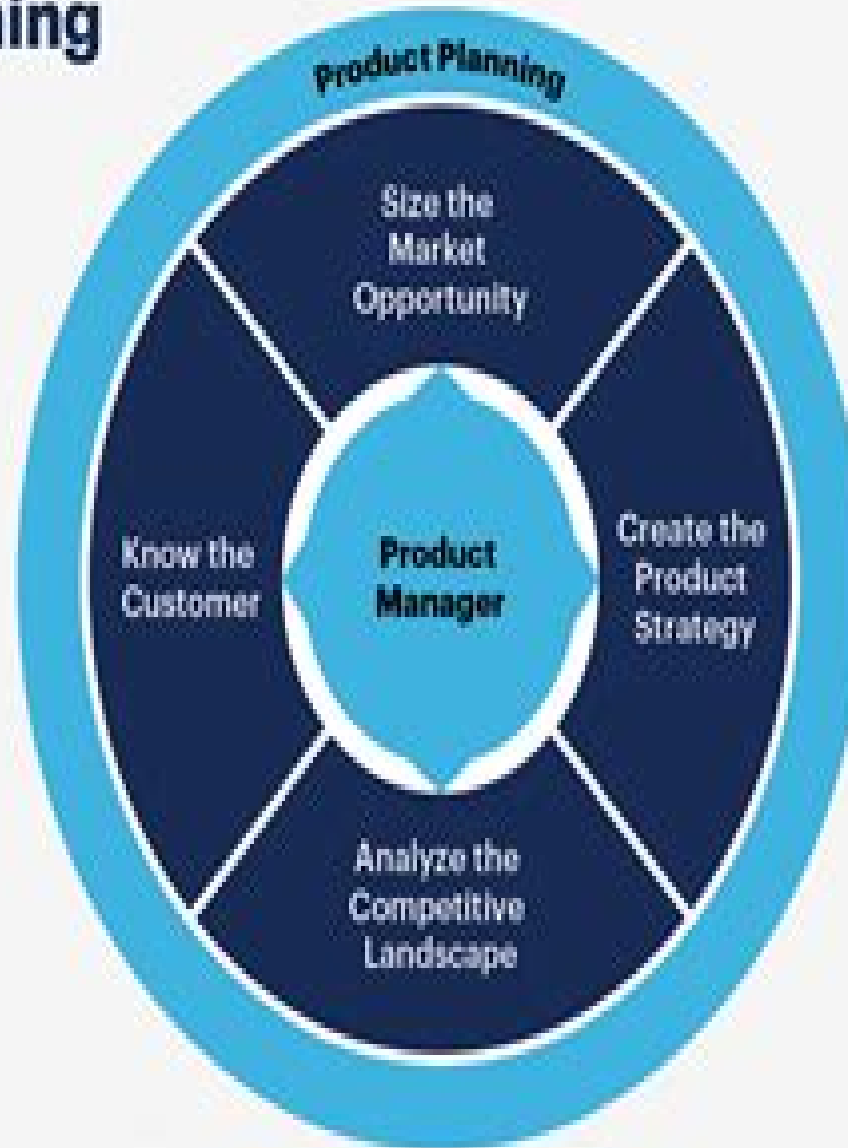 ning
Product Planning
Size the
Market
Opportunity
Know the
Customer
Product
Manager
Create the
Product
Strategy
Analyze the
Competitive
Landscape